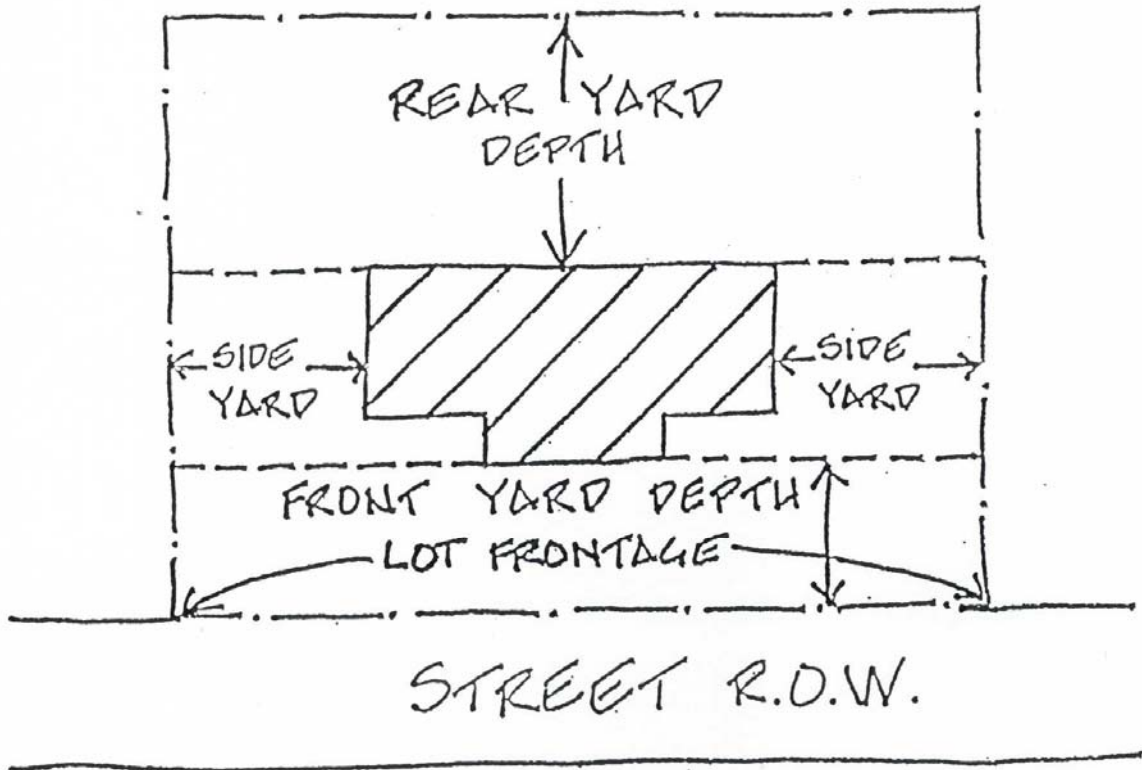 REAR YARD
DEPTH
SIDE
YARD
SIDE
YARD
FRONT YARD DEPTH
LOT FRONTAGE
STREET R.O.W.